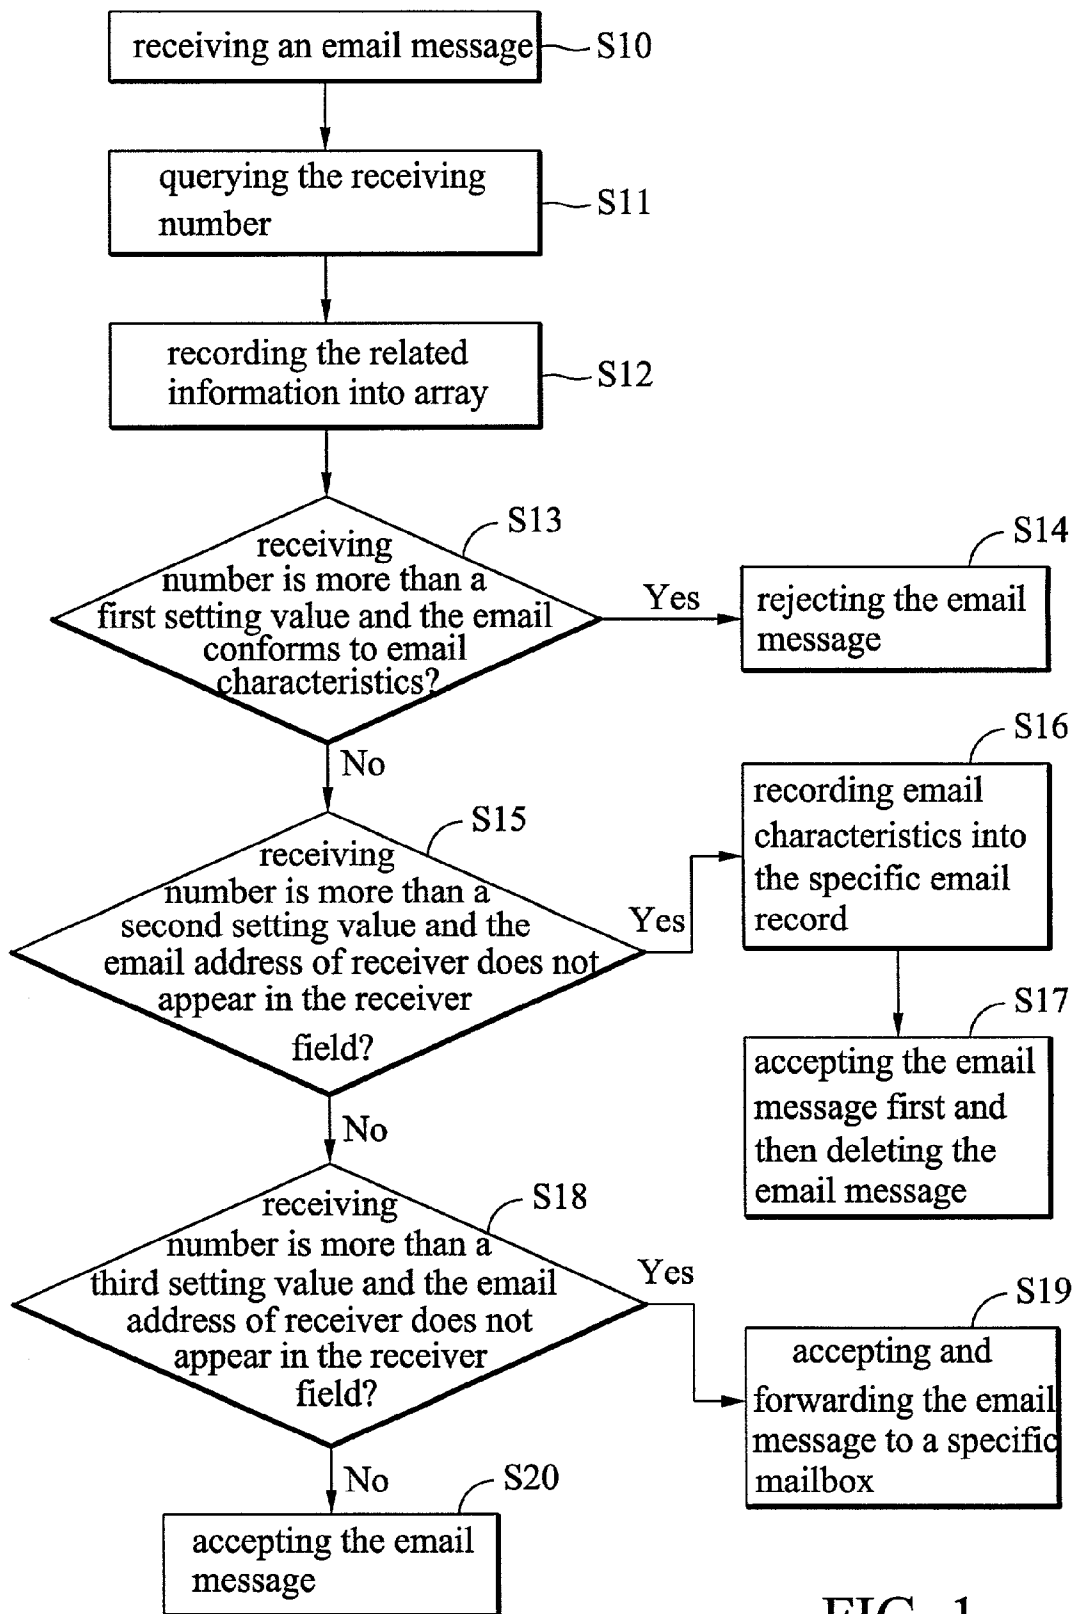 receiving an email message
S10
querying the receiving
number
S11
recording the related
information into array
S12
S13
receiving
number is more than a
first setting value and the email
conforms to email
characteristics?
Yes
S14
rejecting the email
message
No
S15
receiving
number is more than a
second setting value and the
email address of receiver does not
appear in the receiver
field?
Yes
S16
recording email
characteristics into
the specific email
record
S17
accepting the email
message first and
then deleting the
email message
No
S18
receiving
number is more than a
third setting value and the email
address of receiver does not
appear in the receiver
field?
Yes
S19
accepting and
forwarding the email
message to a specific
mailbox
No
S20
accepting the email
message
FIG. 1